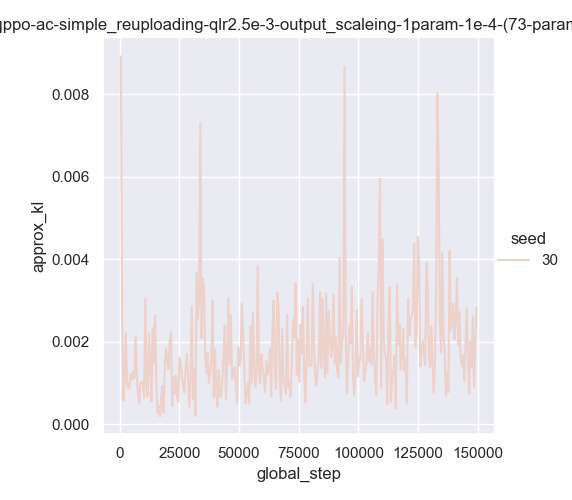 qppo-ac-simple_reuploading-qlr2.5e-3-output_scaleing-1param-1e-4-(73-param
0.008
0.006
0.004
0.002
0.000
approx_kl
0 25000 50000 75000 100000 125000 150000
global_step
seed
30